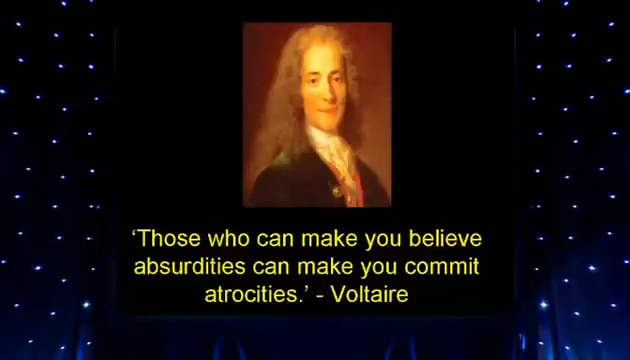 ‘Those who can make you believe
absurdities can make you commit
atrocities.’ - Voltaire